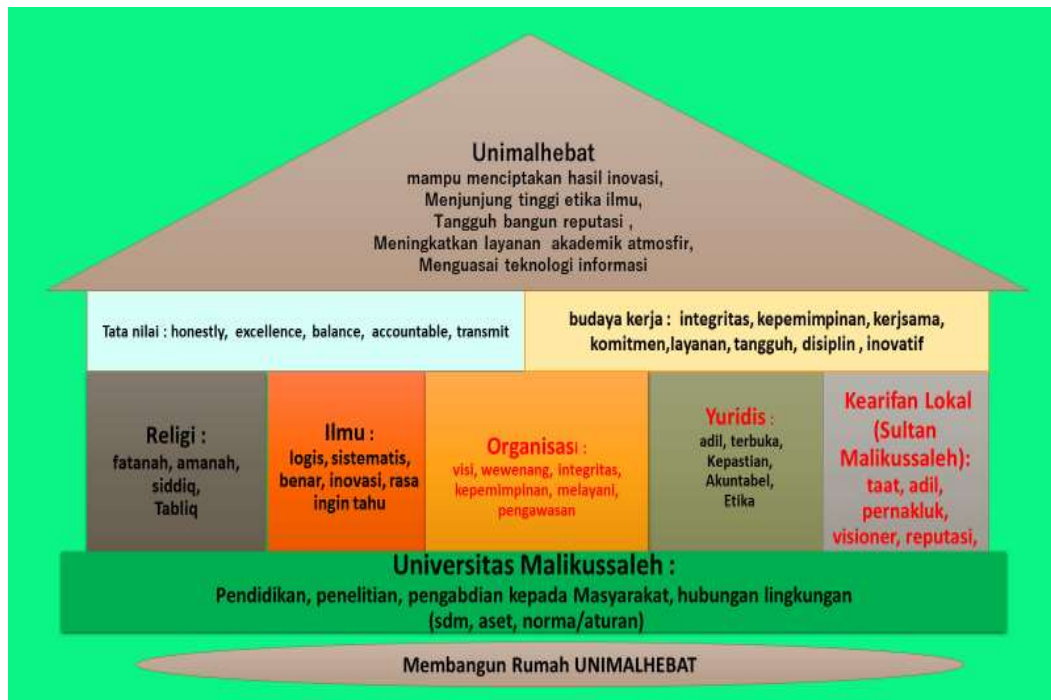 Unimalhebat
mampu menciptakan hasil inovasi,
Menjunjung tinggi etika ilmu,
Tangguh bangun reputasi ,
Meningkatkan layanan akademik atmosfir,
Menguasai teknologi informasi
Tata nilai : honestly, excellence, balance, accountable, transmit
budaya kerja : integritas, kepemimpinan, kerjsama,
komitmen,layanan, tangguh, disiplin , inovatif
Religi :
fatanah, amanah,
siddiq,
Tabliq
Ilmu :
logis, sistematis,
benar, inovasi, rasa
ingin tahu
Organisasi :
visi, wewenang, integritas,
kepemimpinan, melayani,
pengawasan
Yuridis :
adil, terbuka,
Kepastian,
Akuntabel,
Etika
Kearifan Lokal
(Sultan
Malikussaleh):
taat, adil,
pernakluk,
visioner, reputasi,
Universitas Malikussaleh :
Pendidikan, penelitian, pengabdian kepada Masyarakat, hubungan lingkungan
(sdm, aset, norma/aturan)
Membangun Rumah UNIMALHEBAT